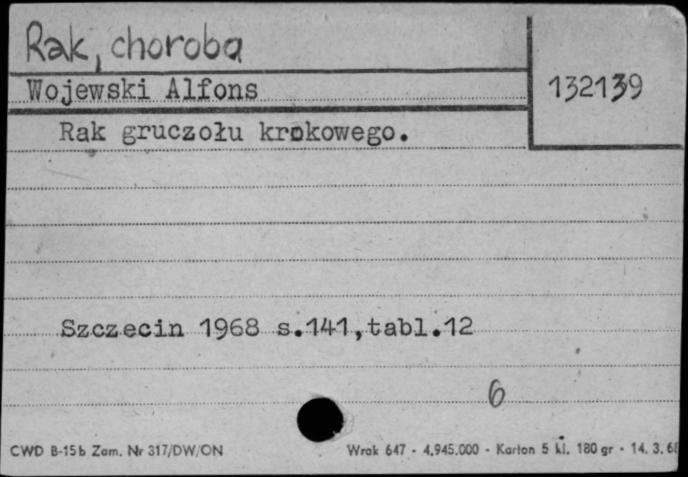 Rak, choroba
Wojewski Alfons
132139
Rak gruczołu krokowego.
Szczecin 1968 s.141,tabl.12
6
CWD B-15b Zam. Nr 317/DW/ON
Wrak 647 - 4.945.000 - Karton 5 kl. 180 gr - 14. 3. 68